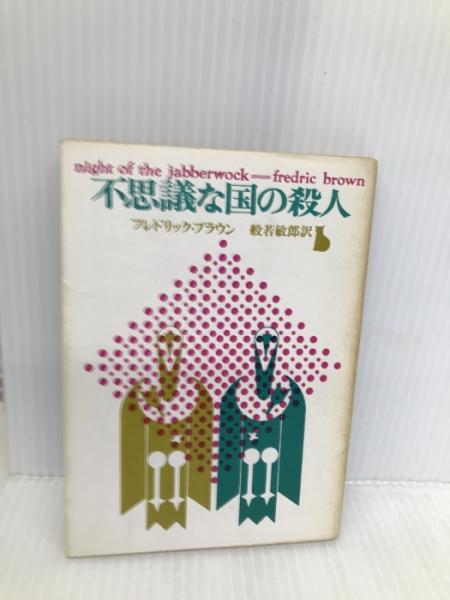 night of the jabberwock—fredric brown
不思議な国の殺人
フレドリック・ブラウン 般若敏郎訳